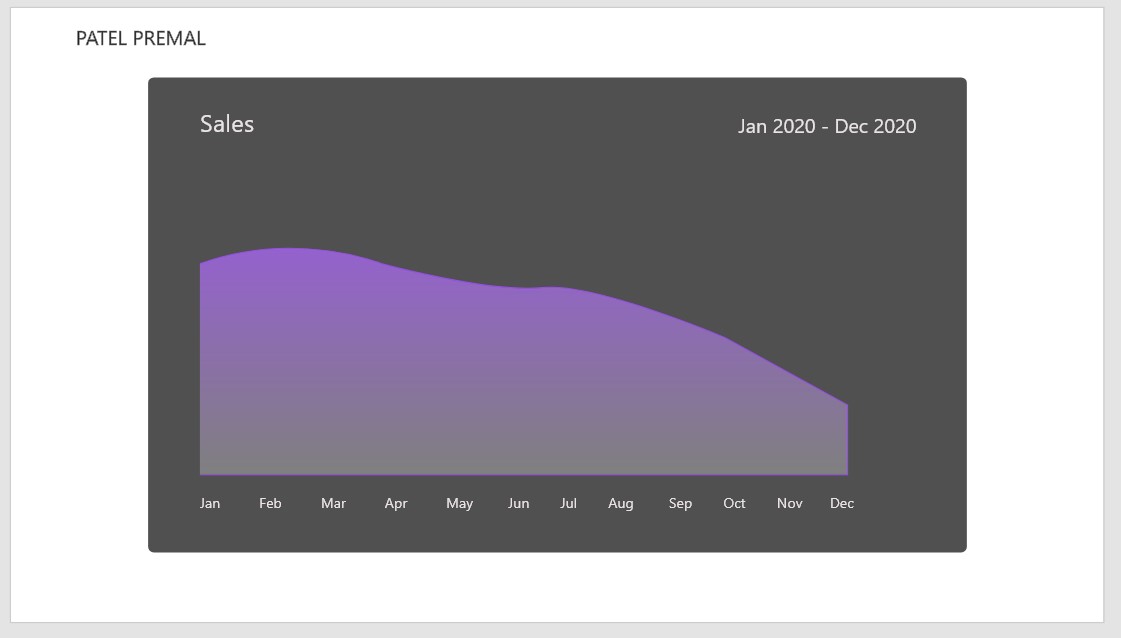 PATEL PREMAL
Sales
Jan 2020 - Dec 2020
Jan Feb Mar Apr May Jun Jul Aug Sep Oct Nov Dec